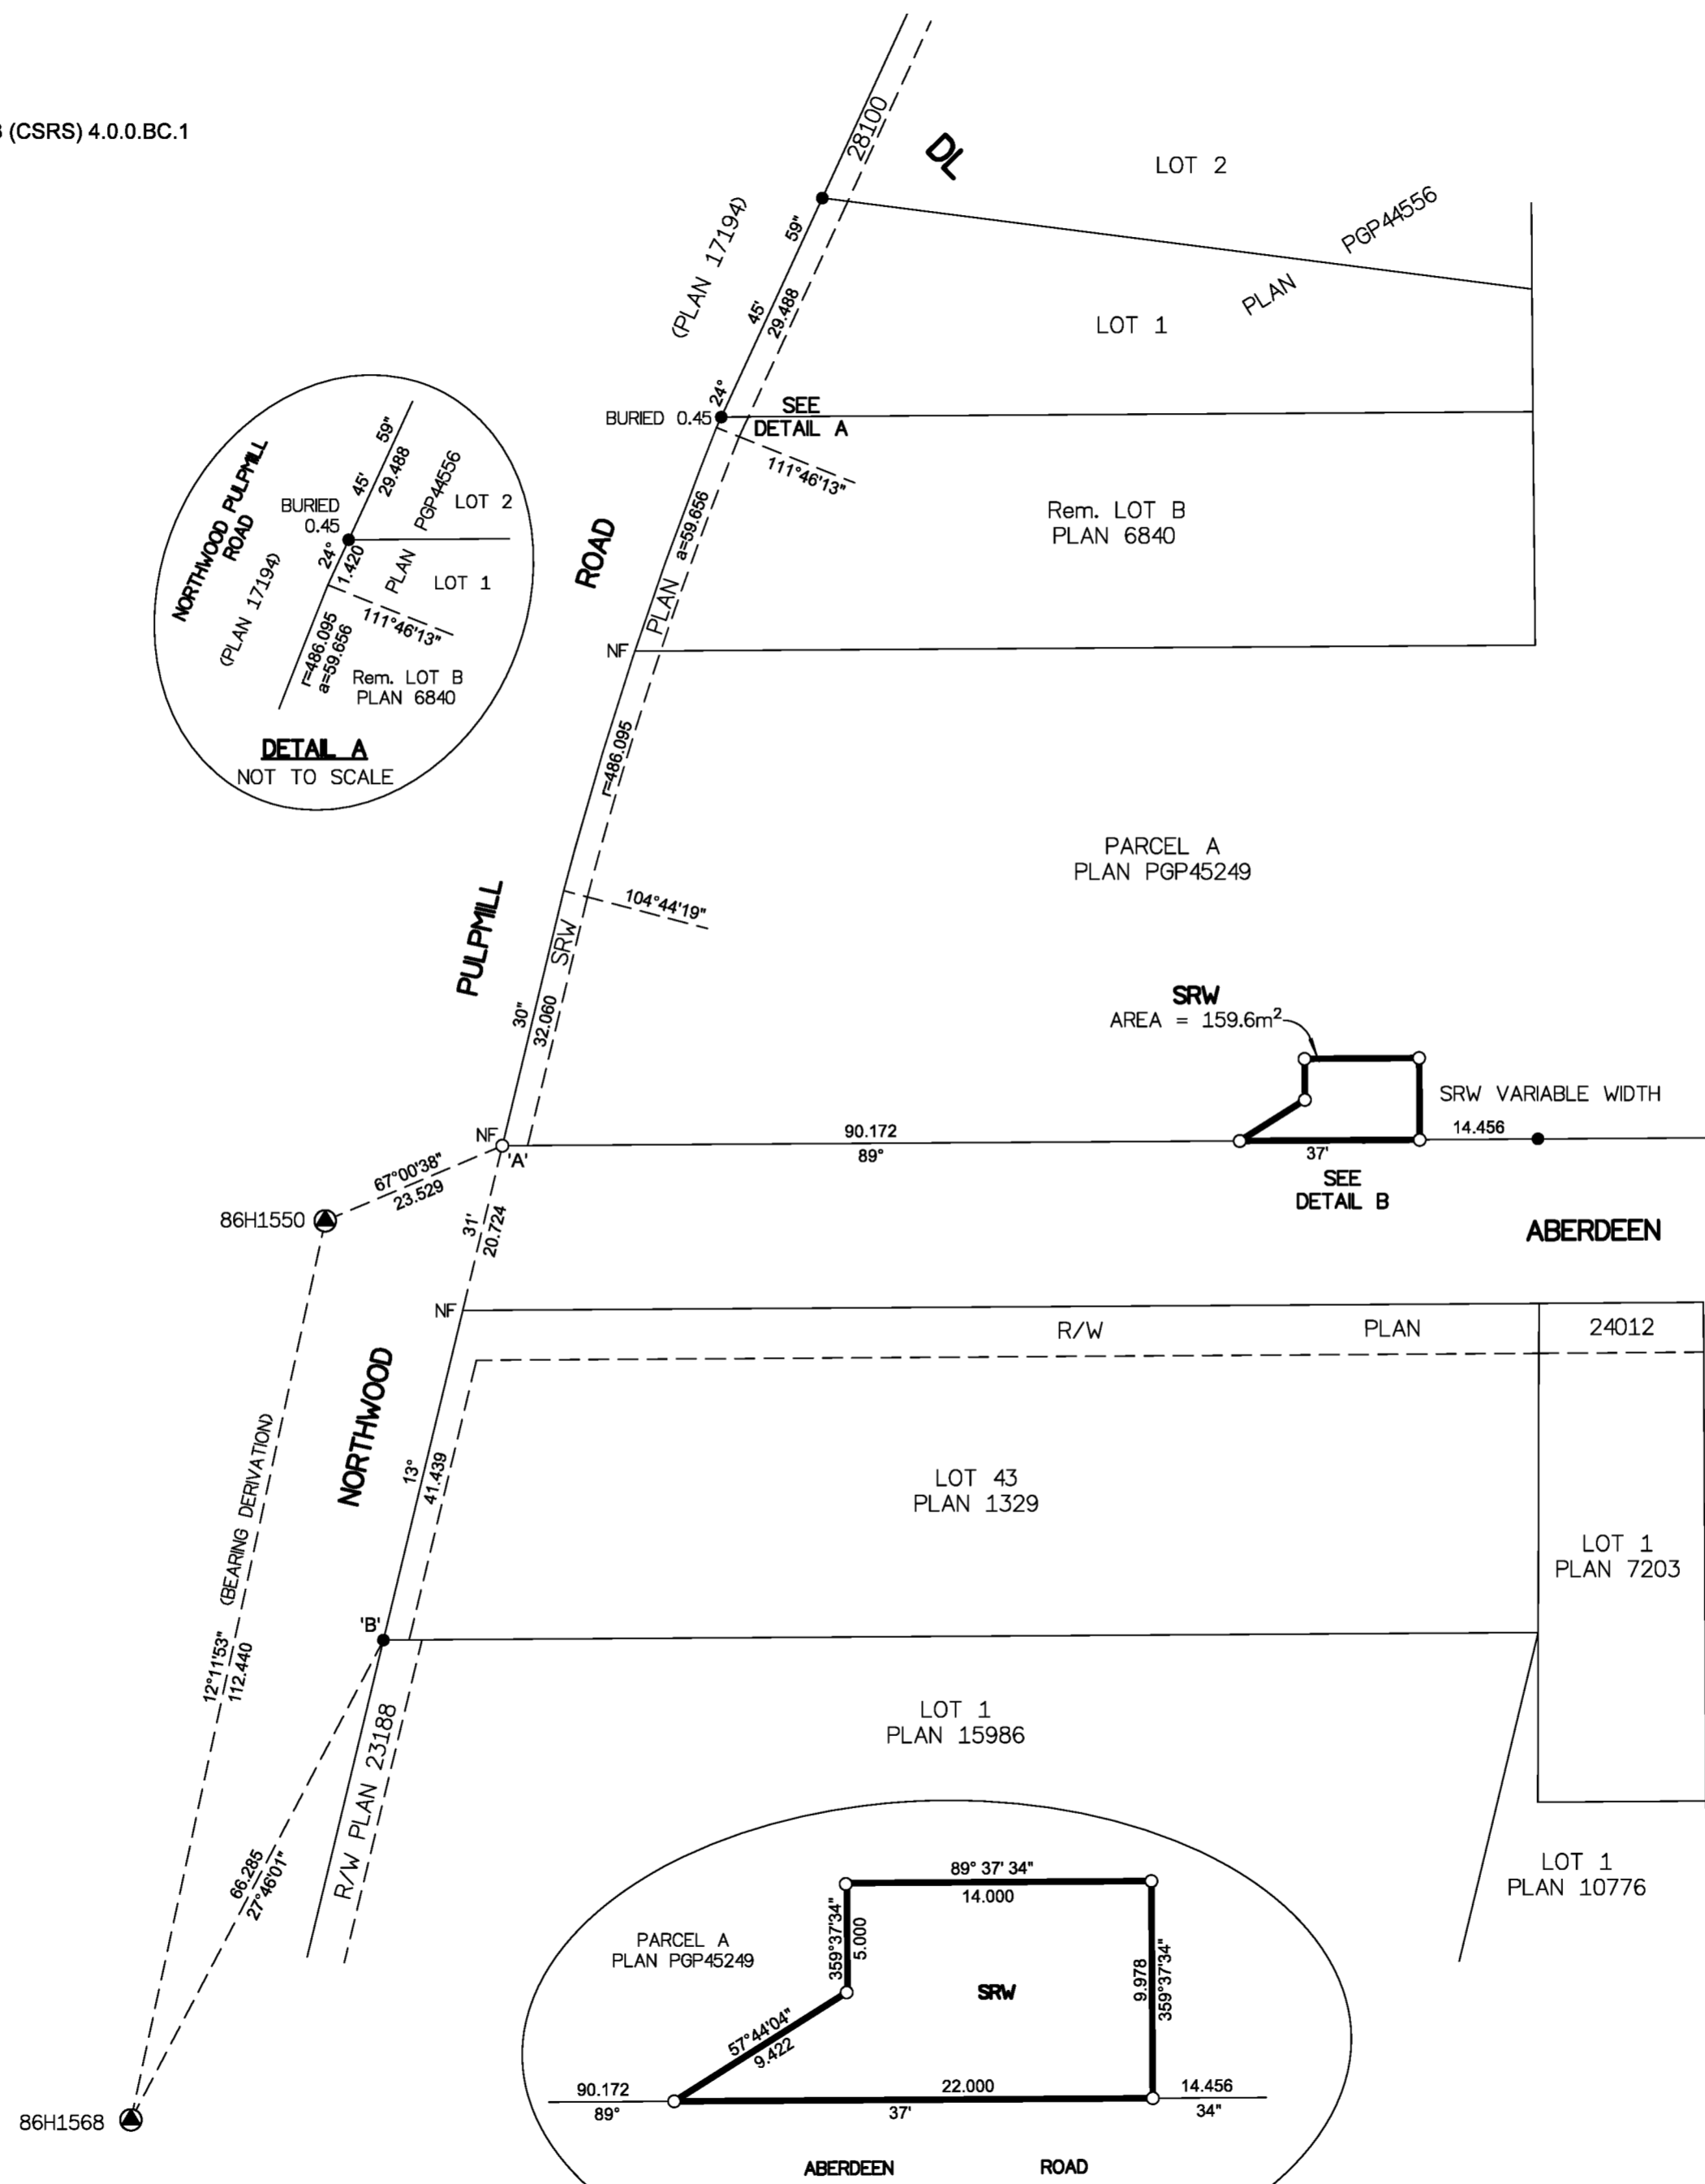 (CSRS) 4.0.0.BC.1
28100
DL
LOT 2
PLAN PGP44556
(PLAN 17194)
59"
45'
29.488
24°
LOT 1
BURIED 0.45
SEE
DETAIL A
111°46'13"
Rem. LOT B
PLAN 6840
ROAD
a=59.656
PLAN
NF
r=486.095
NORTHWOOD PULPMILL
ROAD
(PLAN 17194)
BURIED
0.45
45'
59"
29.488
24°
1.420
PLAN PGP44556
LOT 2
LOT 1
111°46'13"
r=486.095
a=59.656
Rem. LOT B
PLAN 6840
DETAIL A
NOT TO SCALE
PARCEL A
PLAN PGP45249
104°44'19"
PULPMILL
SRW
30"
32.060
SRW
AREA = 159.6m²
SRW VARIABLE WIDTH
NF
'A'
90.172
89°
37'
14.456
SEE
DETAIL B
67°00'38"
23.529
86H1550
31'
20.724
ABERDEEN
NF
R/W PLAN 24012
NORTHWOOD
13°
41.439
LOT 43
PLAN 1329
LOT 1
PLAN 7203
(BEARING DERIVATION)
12°11'53"
112.440
'B'
LOT 1
PLAN 15986
R/W PLAN 23188
66.285
27°46'01"
LOT 1
PLAN 10776
89° 37' 34"
14.000
PARCEL A
PLAN PGP45249
359°37'34"
5.000
SRW
9.978
359°37'34"
57°44'04"
9.422
90.172
89°
22.000
37'
14.456
34"
86H1568
ABERDEEN ROAD